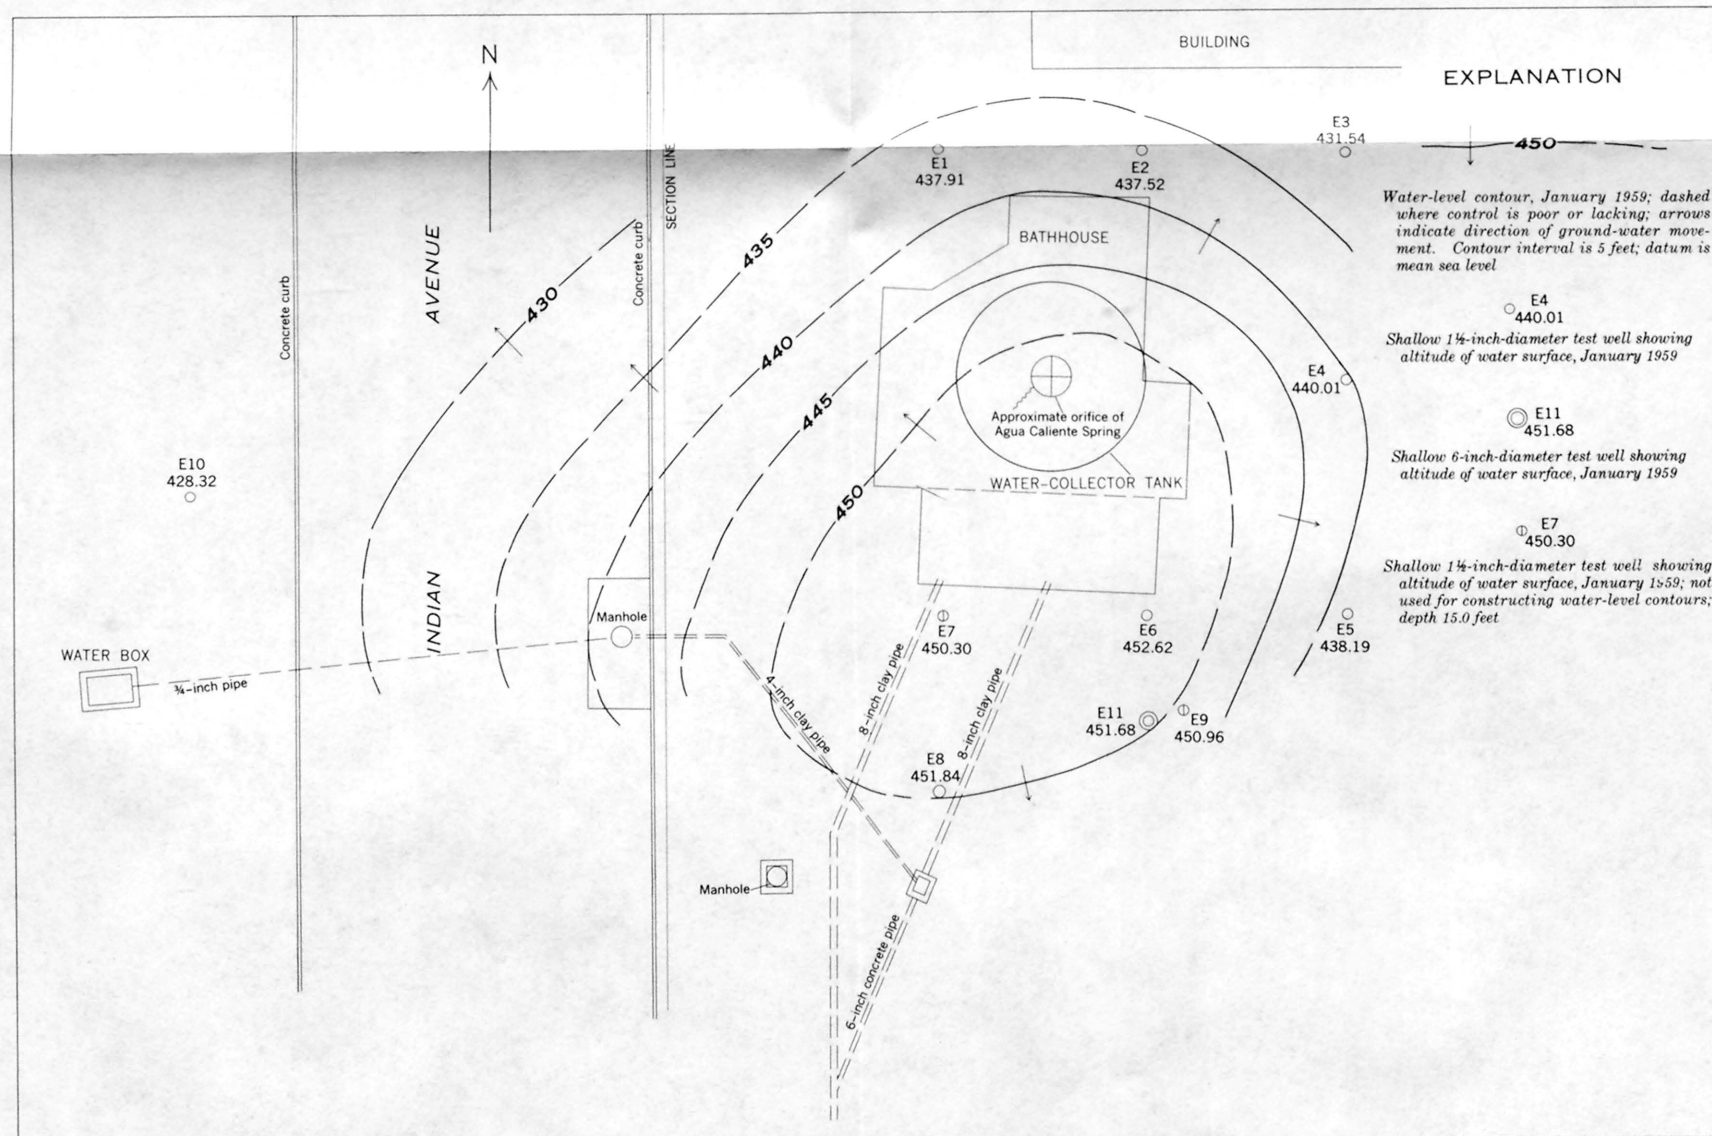 N
BUILDING
EXPLANATION
E1
437.91
E2
437.52
E3
431.54
450
SECTION LINE
AVENUE
Concrete curb
Concrete curb
430
435
440
445
450
BATHHOUSE
Water-level contour, January 1959; dashed
where control is poor or lacking; arrows
indicate direction of ground-water move-
ment. Contour interval is 5 feet; datum is
mean sea level
E4
440.01
Shallow 1½-inch-diameter test well showing
altitude of water surface, January 1959
E4
440.01
Approximate orifice of
Agua Caliente Spring
E11
451.68
Shallow 6-inch-diameter test well showing
altitude of water surface, January 1959
E10
428.32
WATER-COLLECTOR TANK
E7
450.30
Shallow 1½-inch-diameter test well showing
altitude of water surface, January 1959; not
used for constructing water-level contours;
depth 15.0 feet
INDIAN
Manhole
E7
450.30
E6
452.62
E5
438.19
WATER BOX
¾-inch pipe
4-inch clay pipe
8-inch clay pipe
8-inch clay pipe
E11
451.68
E9
450.96
E8
451.84
Manhole
6-inch concrete pipe